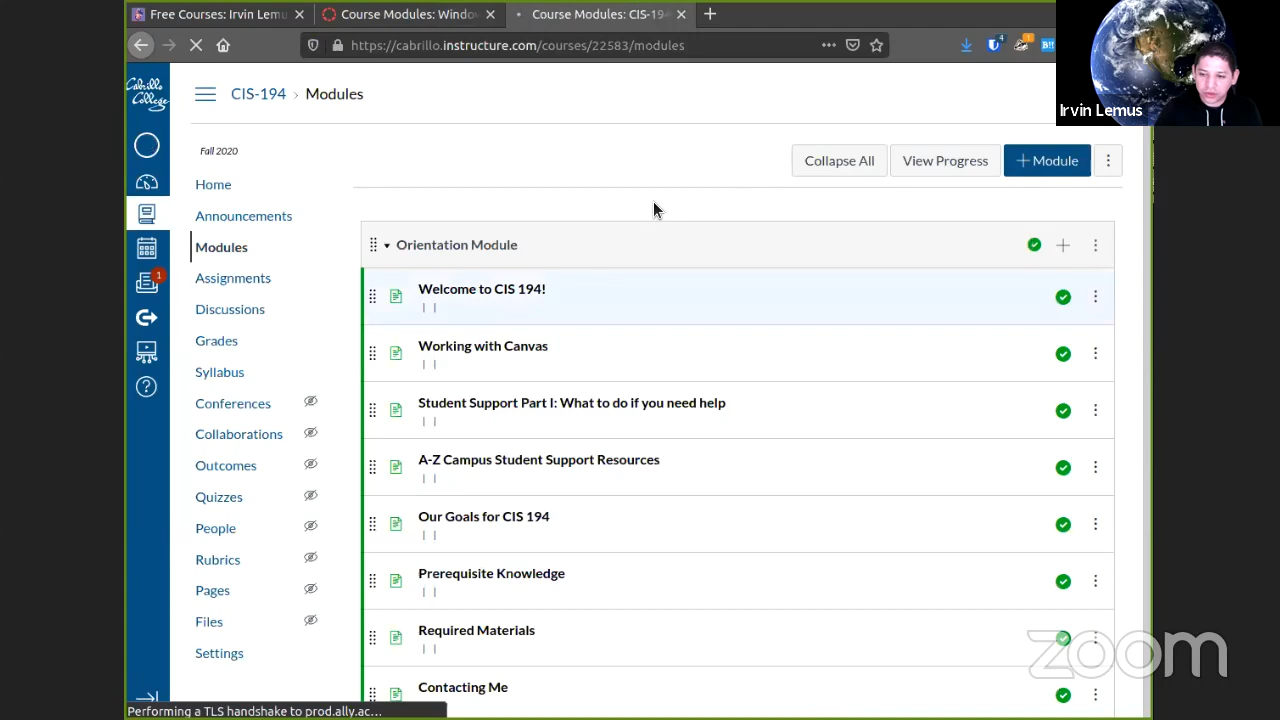 Free Courses: Irvin Lemu
Course Modules: Windo
Course Modules: CIS-194
https://cabrillo.instructure.com/courses/22583/modules
4
1
B!!
Irvin Lemus
Cabrillo College
CIS-194 › Modules
Fall 2020
Collapse All
View Progress
+ Module
Home
Announcements
Modules
Assignments
Discussions
Grades
Syllabus
Conferences
Collaborations
Outcomes
Quizzes
People
Rubrics
Pages
Files
Settings
1
Orientation Module
Welcome to CIS 194!
| |
Working with Canvas
| |
Student Support Part I: What to do if you need help
| |
A-Z Campus Student Support Resources
| |
Our Goals for CIS 194
| |
Prerequisite Knowledge
| |
Required Materials
| |
Contacting Me
zoom
Performing a TLS handshake to prod.ally.ac...